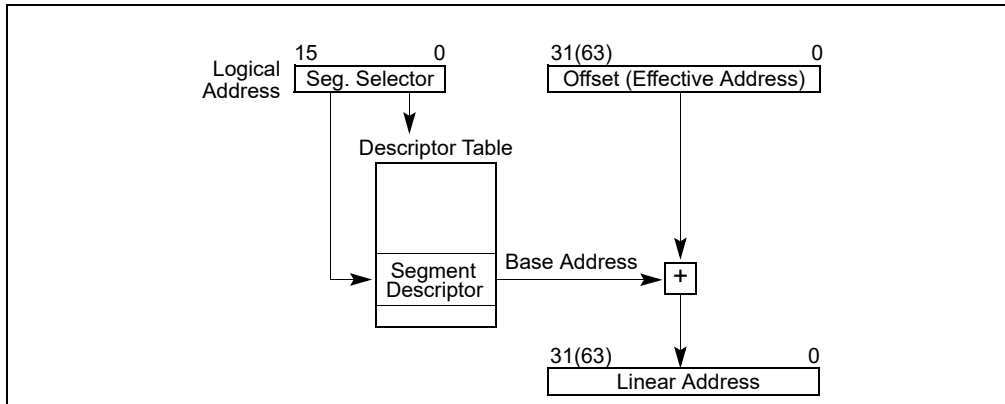 15 0 31(63) 0
Logical Address
Seg. Selector
Offset (Effective Address)
Descriptor Table
Segment Descriptor
Base Address
+
31(63) 0
Linear Address